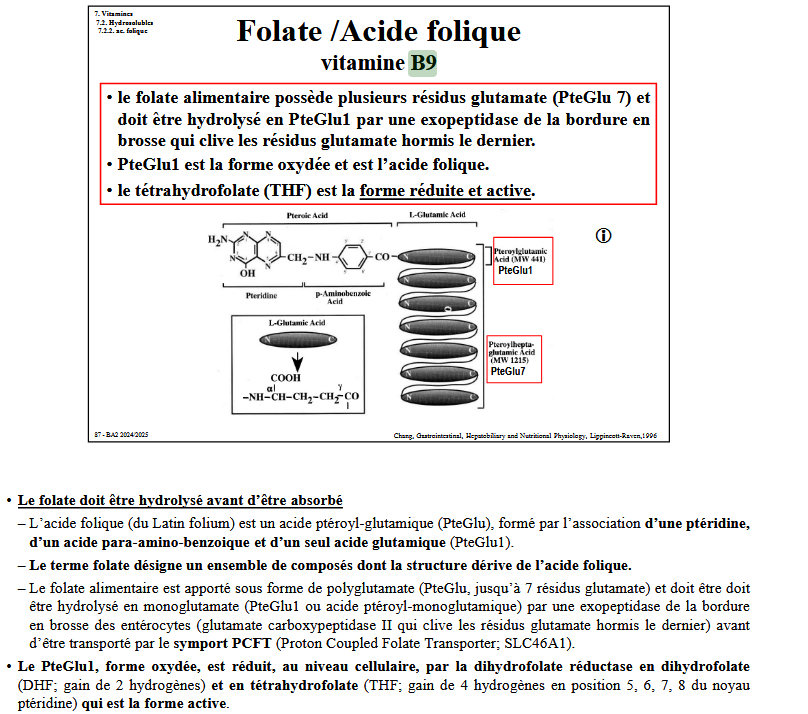 7. Vitamines
7.2. Hydrosolubles
7.2.2. ac. folique
Folate /Acide folique
vitamine B9
• le folate alimentaire possède plusieurs résidus glutamate (PteGlu 7) et
doit être hydrolysé en PteGlu1 par une exopeptidase de la bordure en
brosse qui clive les résidus glutamate hormis le dernier.
• PteGlu1 est la forme oxydée et est l'acide folique.
• le tétrahydrofolate (THF) est la forme réduite et active.
Pteroic Acid
L-Glutamic Acid
H2N
N
N
N
N
OH
CH2-NH
CO
N
C
Pteroylglutamic
Acid (MW 441)
PteGlu1
Pteridine
p-Aminobenzoic
Acid
N
C
N
C
N
C
Pteroylhepta-
glutamic Acid
(MW 1215)
PteGlu7
N
C
N
C
N
C
L-Glutamic Acid
N
C
COOH
α
γ
-NH-CH-CH2-CH2-CO
87 - BA2 2024/2025
Chang, Gastrointestinal, Hepatobiliary and Nutritional Physiology, Lippincott-Raven,1996
• Le folate doit être hydrolysé avant d'être absorbé
– L'acide folique (du Latin folium) est un acide ptéroyl-glutamique (PteGlu), formé par l'association d'une ptéridine,
d'un acide para-amino-benzoique et d'un seul acide glutamique (PteGlu1).
– Le terme folate désigne un ensemble de composés dont la structure dérive de l'acide folique.
– Le folate alimentaire est apporté sous forme de polyglutamate (PteGlu, jusqu'à 7 résidus glutamate) et doit être doit
être hydrolysé en monoglutamate (PteGlu1 ou acide ptéroyl-monoglutamique) par une exopeptidase de la bordure
en brosse des entérocytes (glutamate carboxypeptidase II qui clive les résidus glutamate hormis le dernier) avant
d'être transporté par le symport PCFT (Proton Coupled Folate Transporter; SLC46A1).
• Le PteGlu1, forme oxydée, est réduit, au niveau cellulaire, par la dihydrofolate réductase en dihydrofolate
(DHF; gain de 2 hydrogènes) et en tétrahydrofolate (THF; gain de 4 hydrogènes en position 5, 6, 7, 8 du noyau
ptéridine) qui est la forme active.